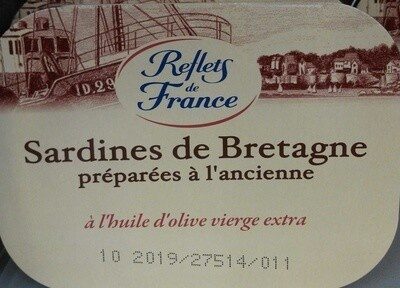 ID 29
Reflets
de
France
Sardines de Bretagne
préparées à l'ancienne
à l'huile d'olive vierge extra
10 2019/27514/011